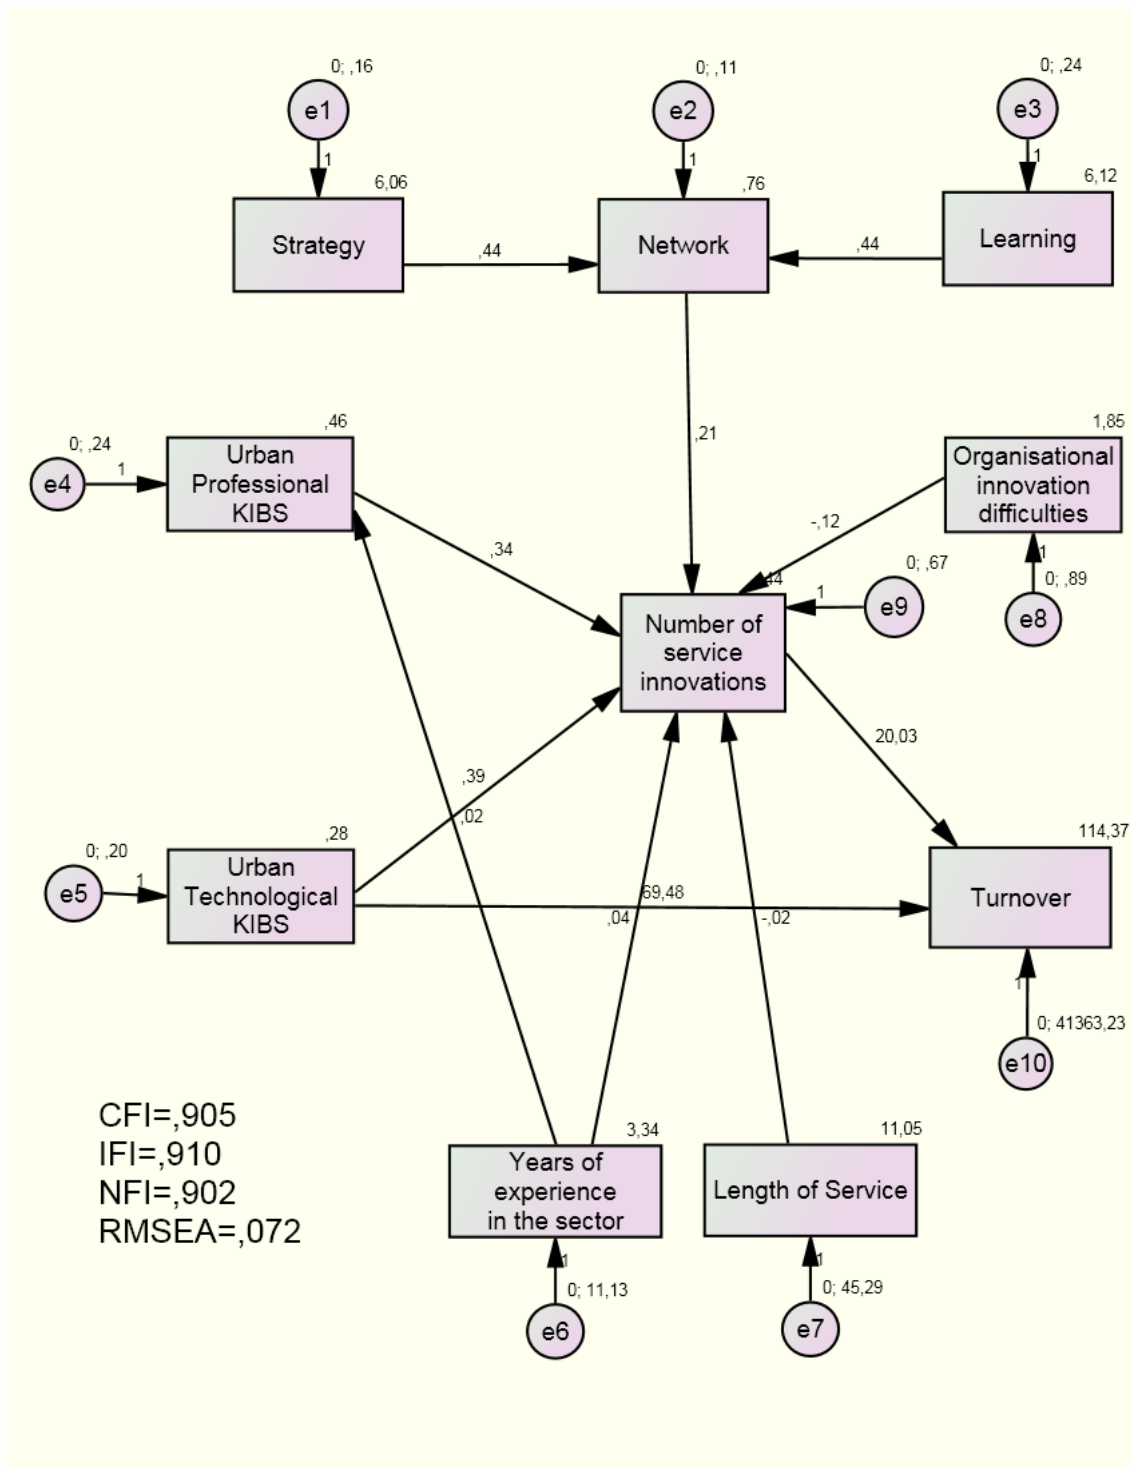 0; ,16
0; ,11
0; ,24
e1
e2
e3
1
1
1
6,06
,76
6,12
Strategy
Network
Learning
,44
,44
,21
0; ,24
e4
1
,46
Urban
Professional
KIBS
1,85
Organisational
innovation
difficulties
-,12
,34
1
0; ,89
e8
0; ,67
e9
1
Number of
service
innovations
20,03
,39
,02
0; ,20
e5
1
,28
Urban
Technological
KIBS
69,48
,04
-,02
114,37
Turnover
1
0; 41363,23
e10
CFI=,905
IFI=,910
NFI=,902
RMSEA=,072
3,34
Years of
experience
in the sector
11,05
Length of Service
1
0; 11,13
e6
1
0; 45,29
e7